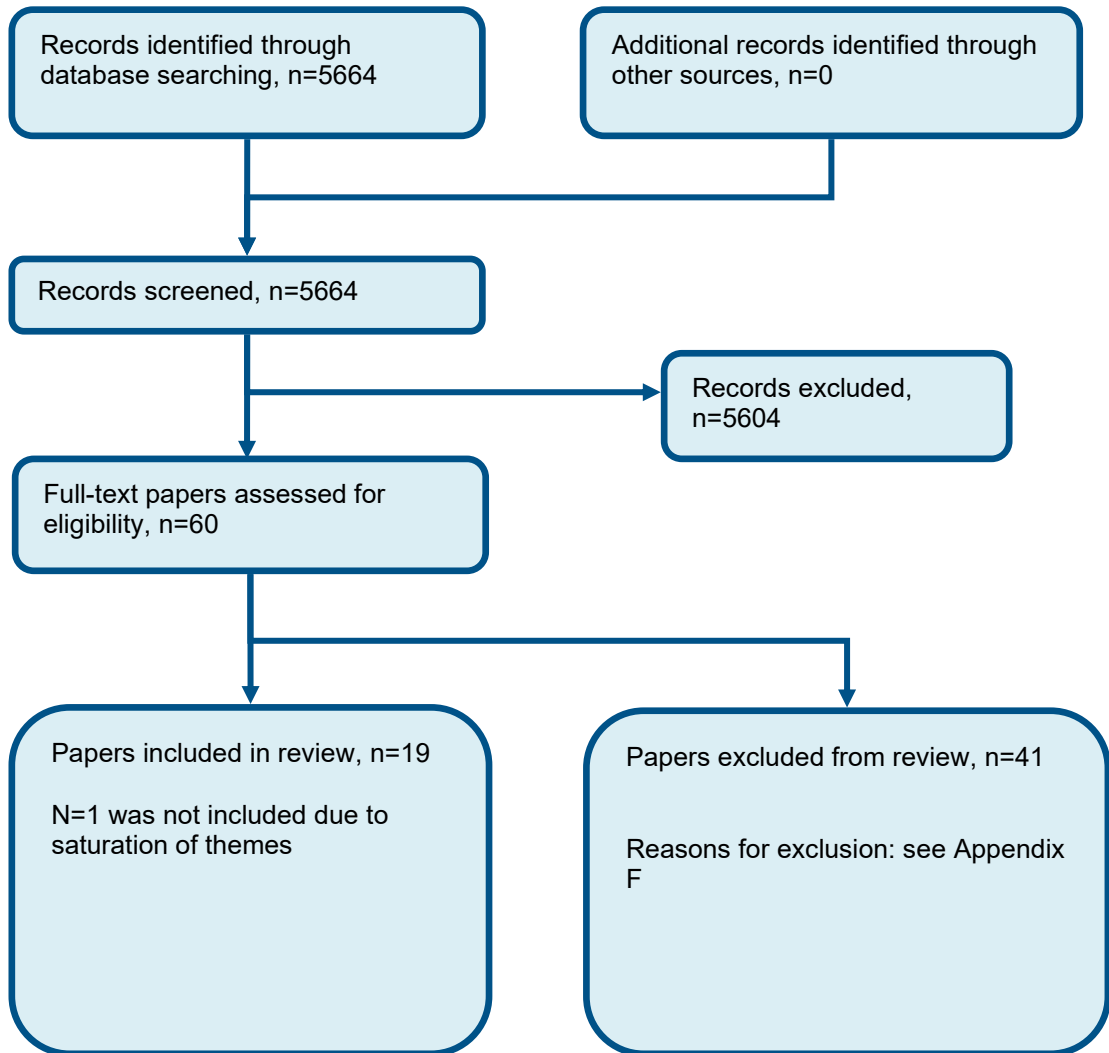 Records identified through
database searching, n=5664
Additional records identified through
other sources, n=0
Records screened, n=5664
Records excluded,
n=5604
Full-text papers assessed for
eligibility, n=60
Papers included in review, n=19
N=1 was not included due to
saturation of themes
Papers excluded from review, n=41
Reasons for exclusion: see Appendix
F